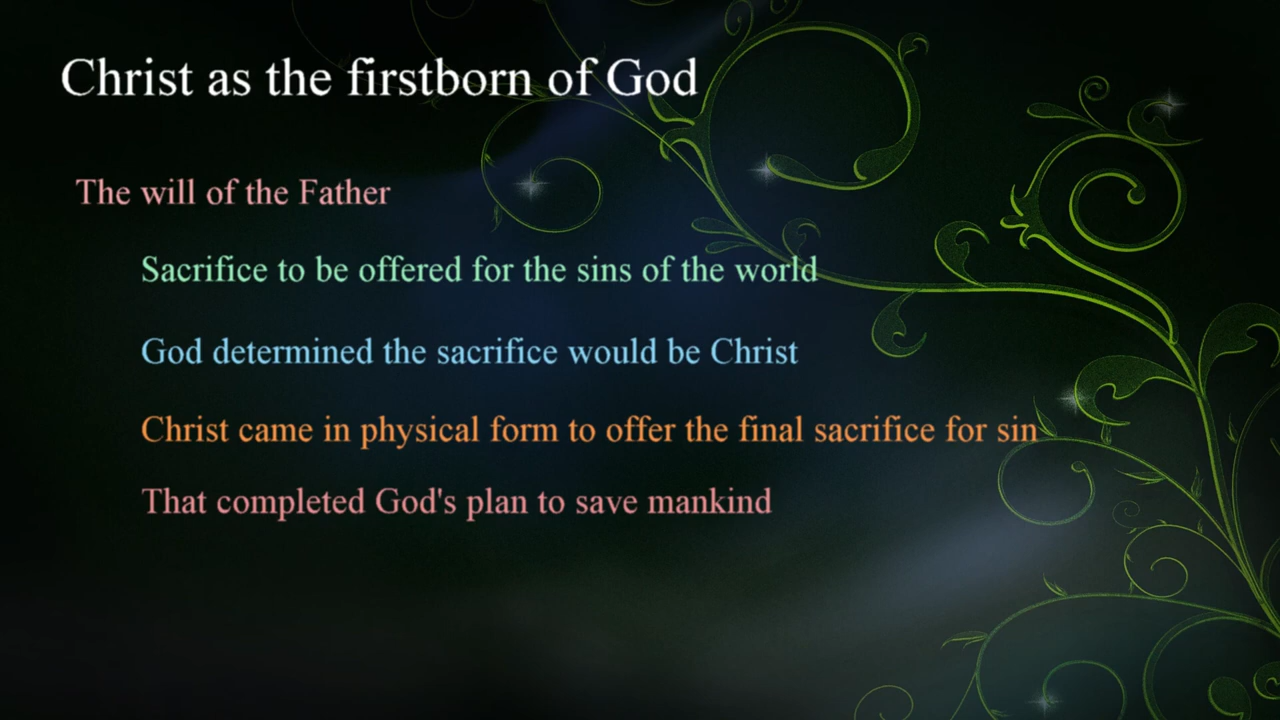 Christ as the firstborn of God
The will of the Father
Sacrifice to be offered for the sins of the world
God determined the sacrifice would be Christ
Christ came in physical form to offer the final sacrifice for sin
That completed God's plan to save mankind